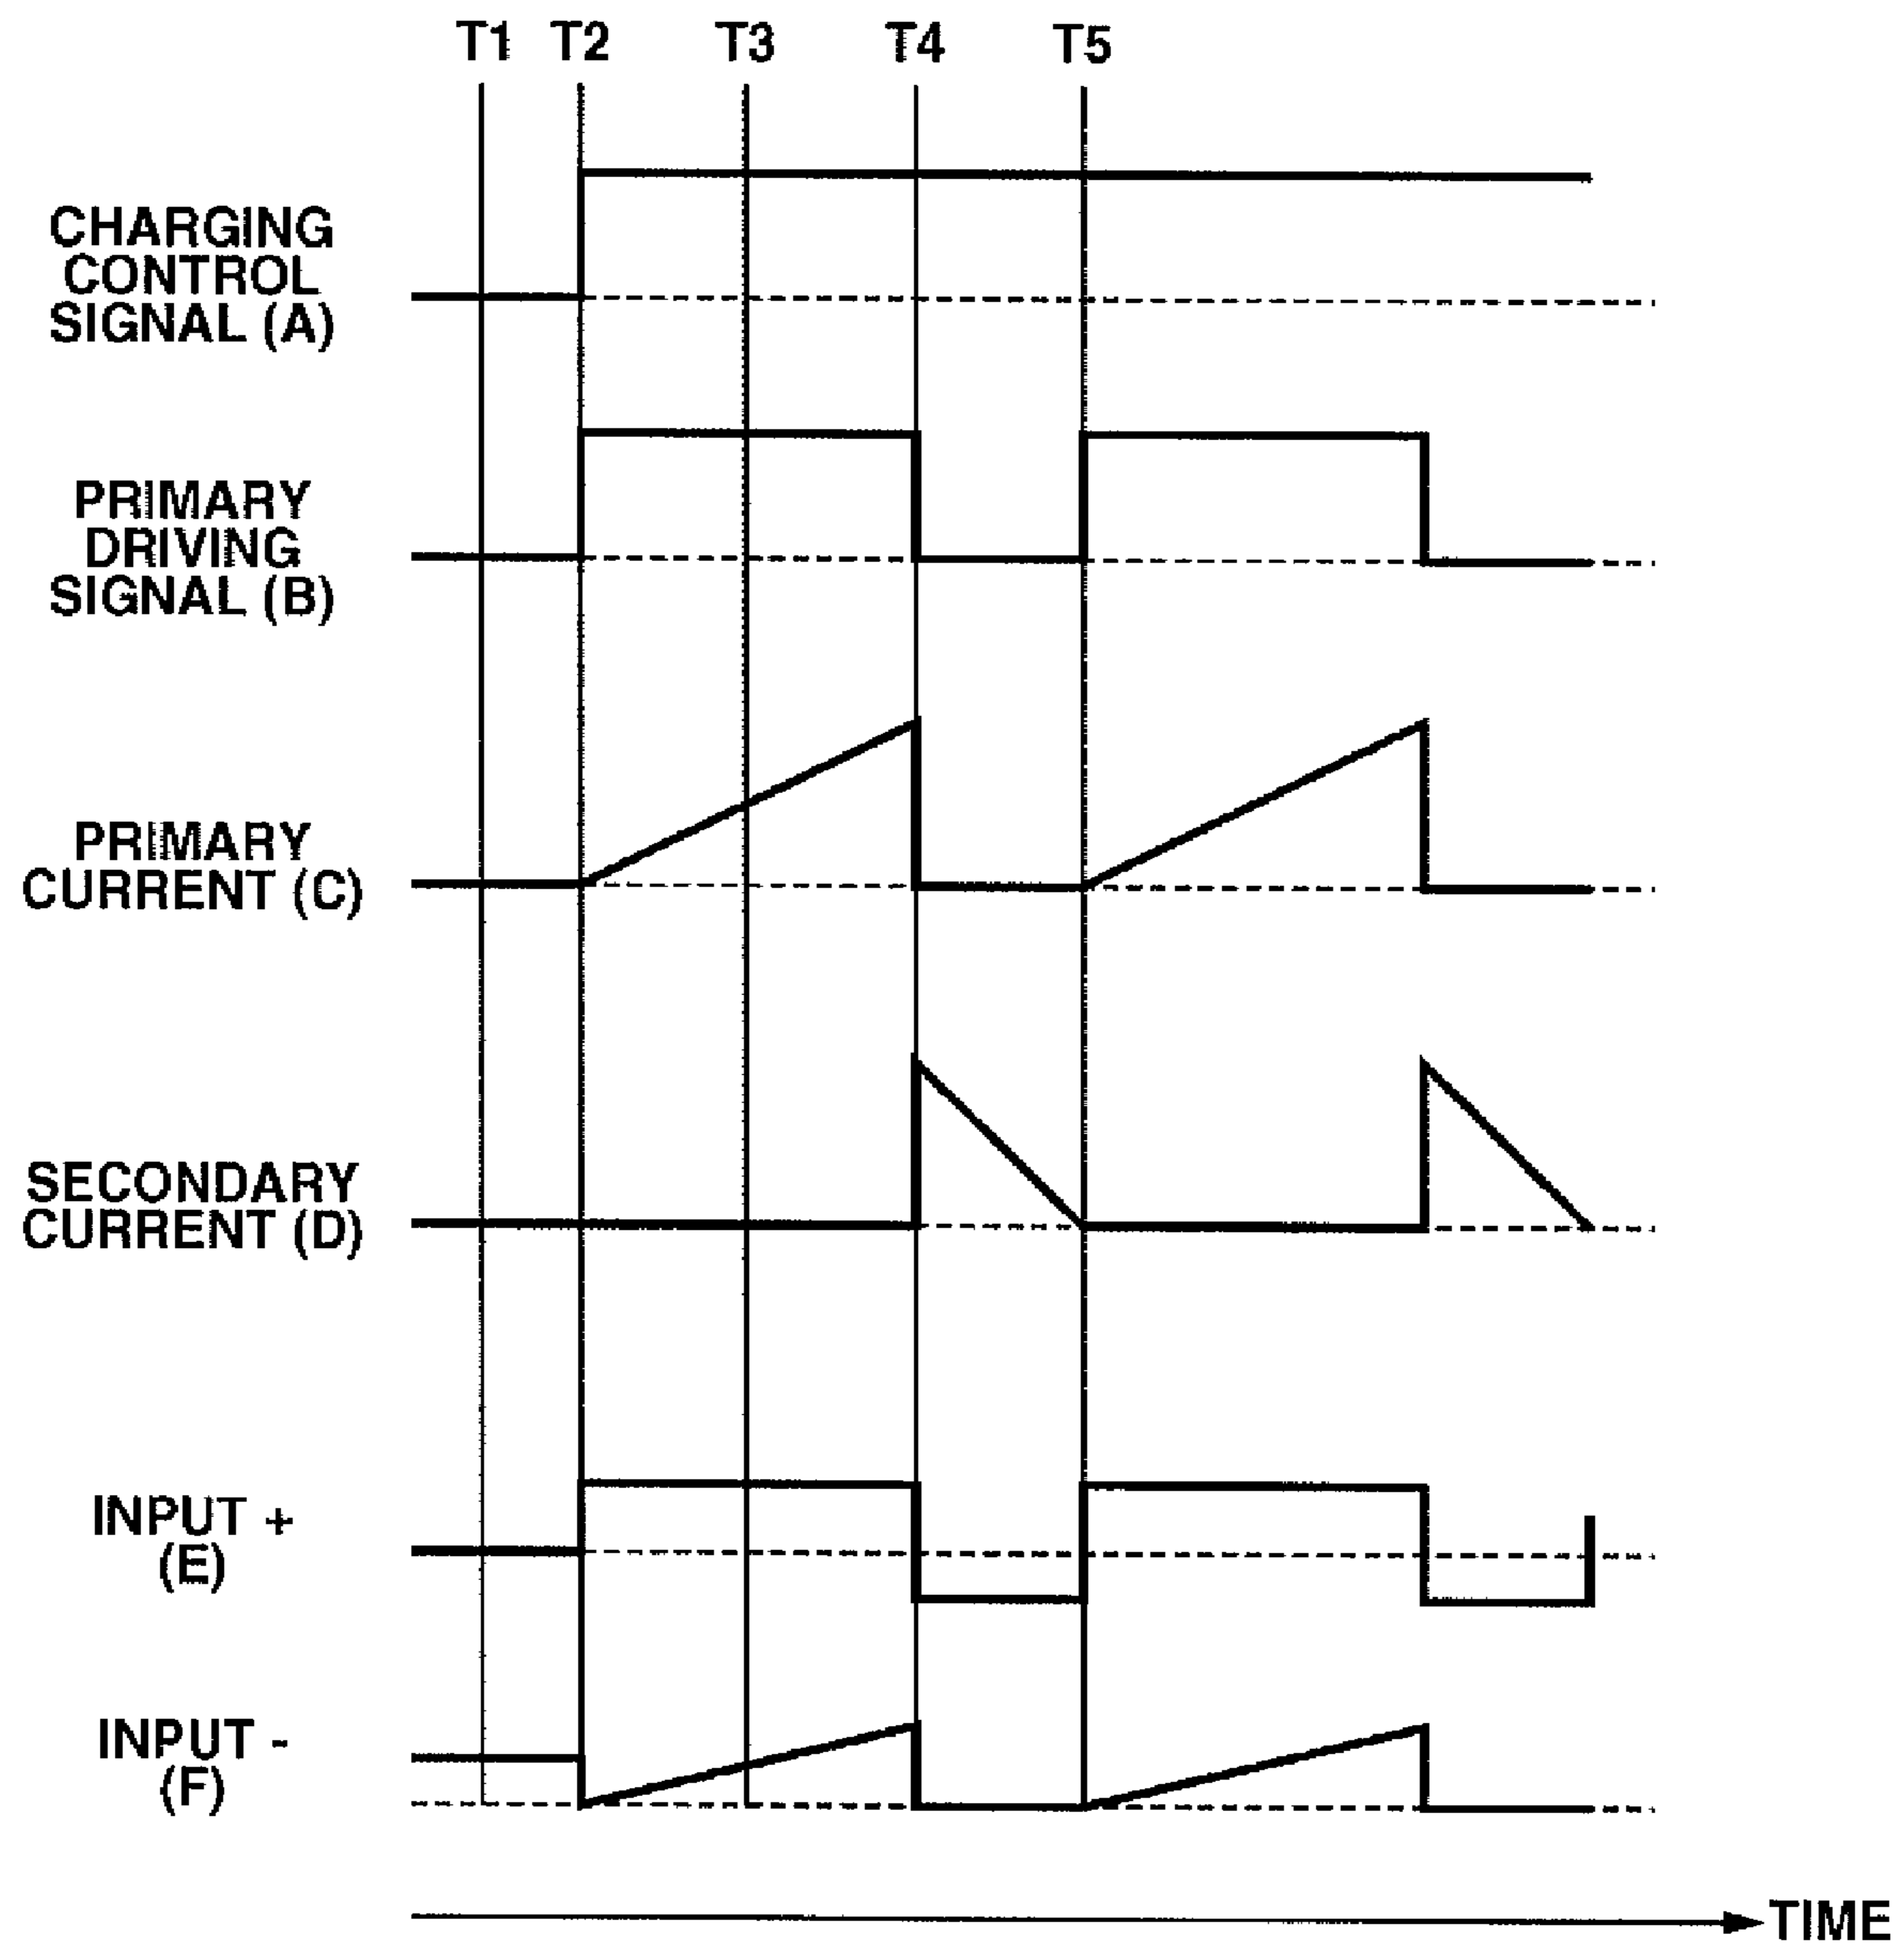 T1 T2 T3 T4 T5
CHARGING
CONTROL
SIGNAL (A)
PRIMARY
DRIVING
SIGNAL (B)
PRIMARY
CURRENT (C)
SECONDARY
CURRENT (D)
INPUT +
(E)
INPUT -
(F)
TIME